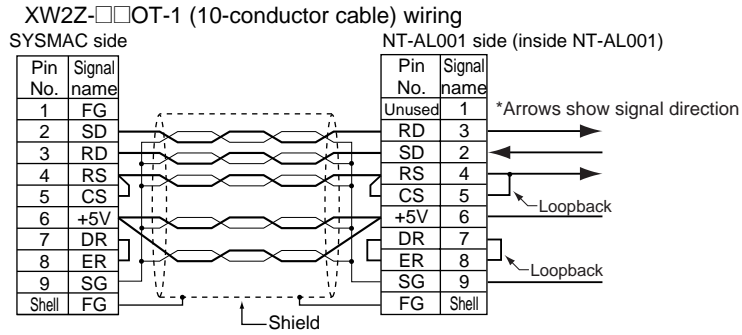 XW2Z-□□OT-1 (10-conductor cable) wiring
SYSMAC side
NT-AL001 side (inside NT-AL001)
Pin No. Signal name
1 FG
2 SD
3 RD
4 RS
5 CS
6 +5V
7 DR
8 ER
9 SG
Shell FG
Pin No. Signal name
Unused 1
RD 3
SD 2
RS 4
CS 5
+5V 6
DR 7
ER 8
SG 9
FG Shell
*Arrows show signal direction
Loopback
Loopback
Shield